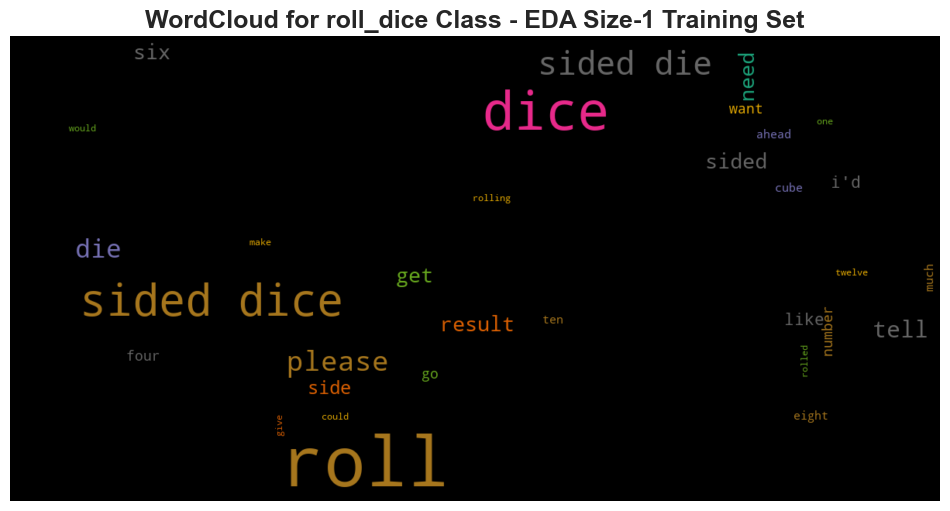 WordCloud for roll_dice Class - EDA Size-1 Training Set
six
sided die
need
dice
want
would
one
ahead
sided
i'd
cube
rolling
die
make
get
twelve
much
sided dice
result
ten
like
number
tell
four
please
rolled
go
side
give
could
eight
roll